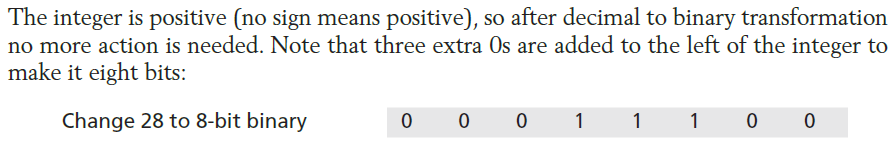 The integer is positive (no sign means positive), so after decimal to binary transformation
no more action is needed. Note that three extra 0s are added to the left of the integer to
make it eight bits:
Change 28 to 8-bit binary 0 0 0 1 1 1 0 0